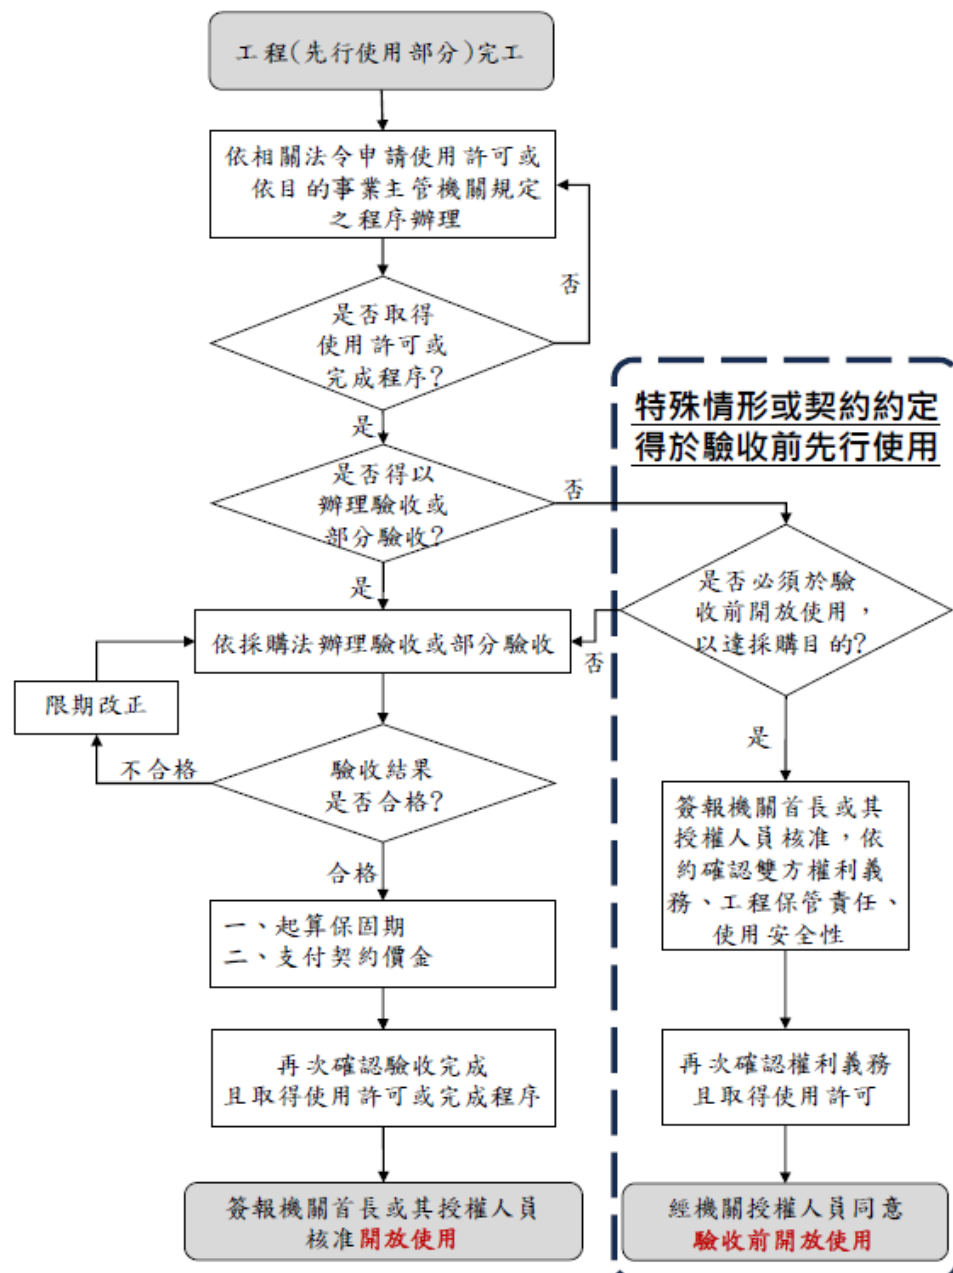 工程(先行使用部分)完工
依相關法令申請使用許可或
依目的事業主管機關規定
之程序辦理
否
是否取得
使用許可或
完成程序?
是
特殊情形或契約約定
得於驗收前先行使用
是否得以
辦理驗收或
部分驗收?
否
是
是否必須於驗
收前開放使用，
以達採購目的?
否
依採購法辦理驗收或部分驗收
限期改正
是
不合格
驗收結果
是否合格?
簽報機關首長或其
授權人員核准，依
約確認雙方權利義
務、工程保管責任、
使用安全性
合格
一、起算保固期
二、支付契約價金
再次確認驗收完成
且取得使用許可或完成程序
再次確認權利義務
且取得使用許可
簽報機關首長或其授權人員
核准開放使用
經機關授權人員同意
驗收前開放使用